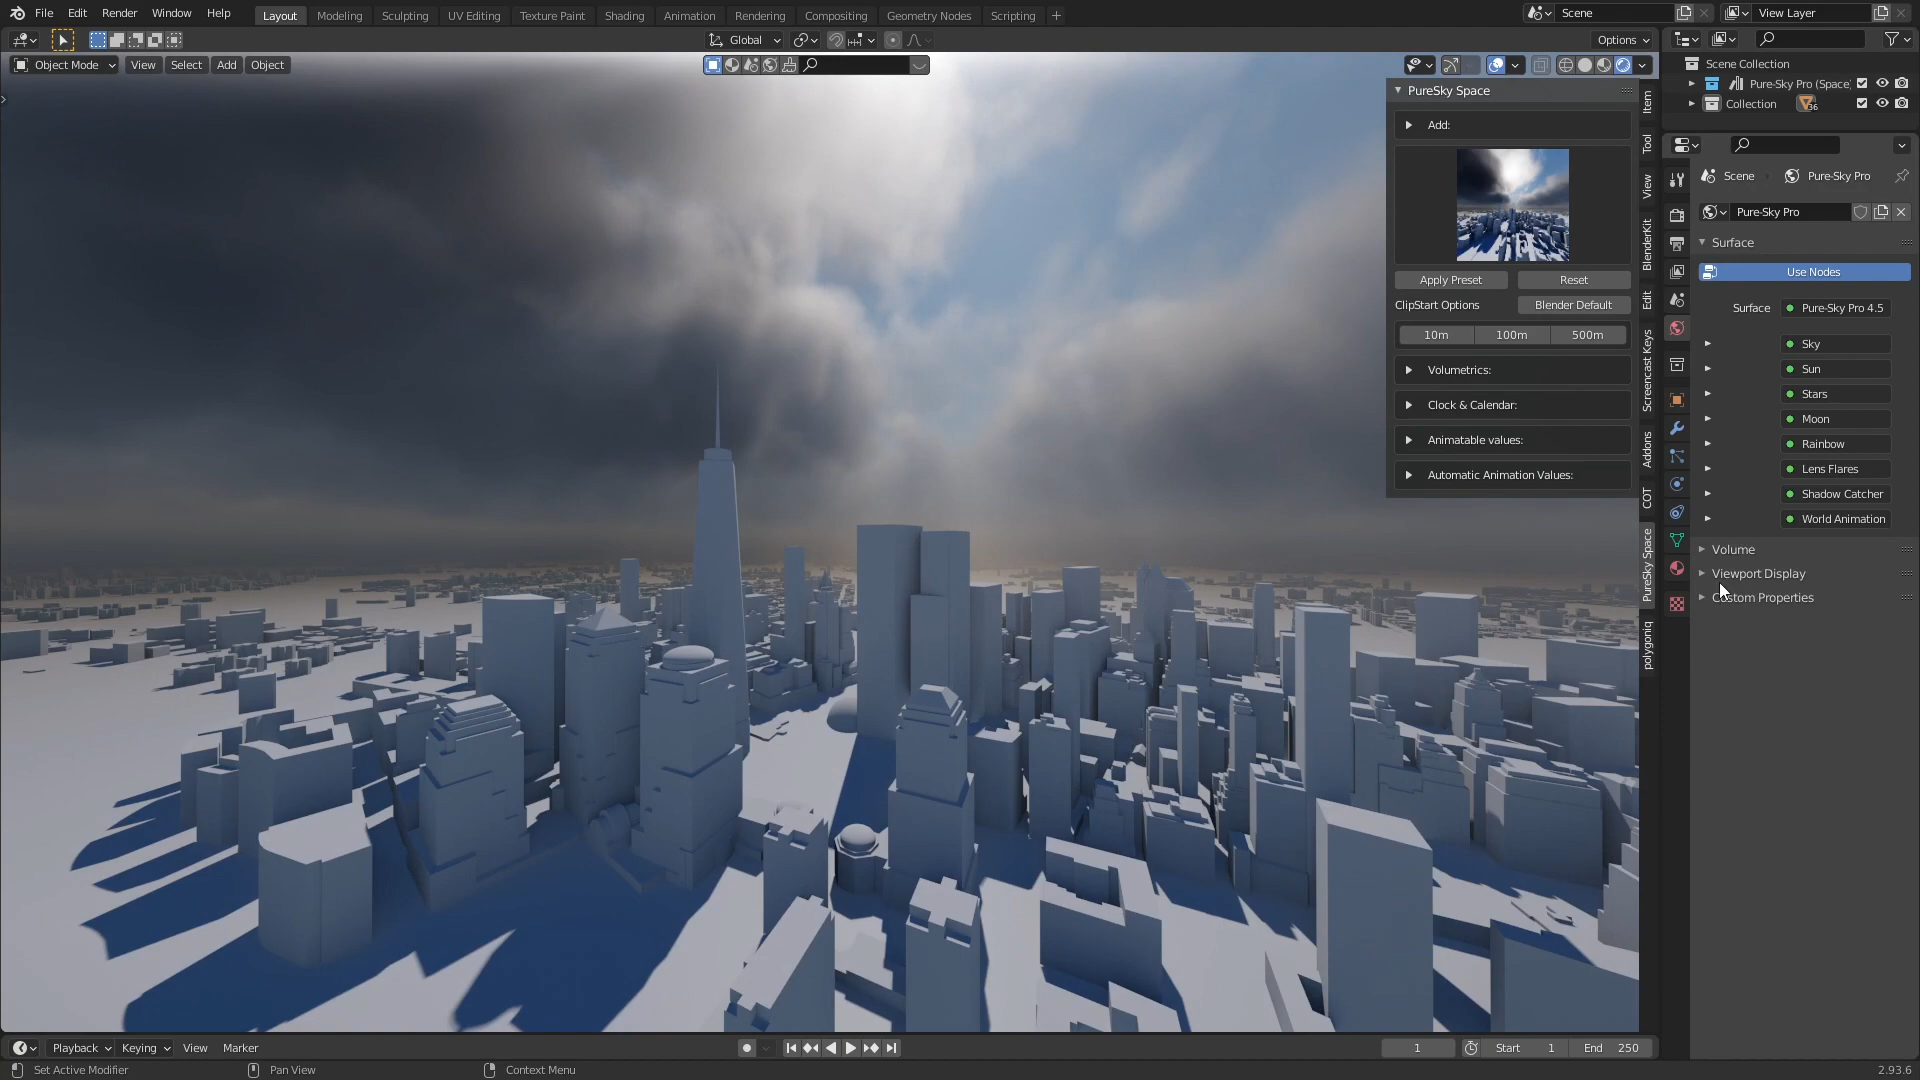 File Edit Render Window Help
Layout Modeling Sculpting UV Editing Texture Paint Shading Animation Rendering Compositing Geometry Nodes Scripting +
Scene
View Layer
Global
Options
Object Mode View Select Add Object
Scene Collection
Pure-Sky Pro (Space
Collection 36
PureSky Space
Add:
Apply Preset Reset
ClipStart Options Blender Default
10m 100m 500m
Volumetrics:
Clock & Calendar:
Animatable values:
Automatic Animation Values:
Item
Tool
View
BlenderKit
Edit
Screencast Keys
Addons
COT
PureSky Space
polygoniq
Scene Pure-Sky Pro
Pure-Sky Pro
Surface
Use Nodes
Surface Pure-Sky Pro 4.5
Sky
Sun
Stars
Moon
Rainbow
Lens Flares
Shadow Catcher
World Animation
Volume
Viewport Display
Custom Properties
Playback Keying View Marker
1 Start 1 End 250
Set Active Modifier Pan View Context Menu 2.93.6